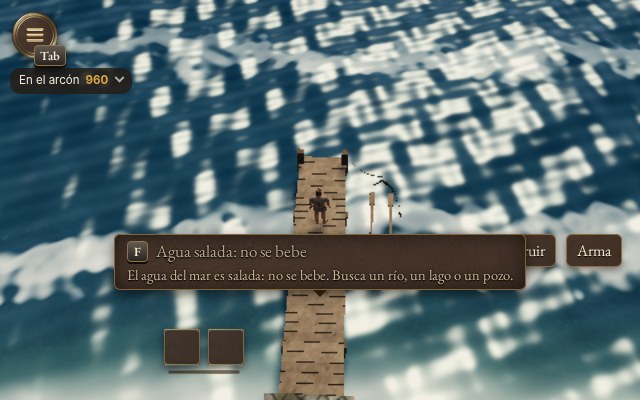 Tab
En el arcón 960
F Agua salada: no se bebe
El agua del mar es salada: no se bebe. Busca un río, un lago o un pozo.
ruir
Arma